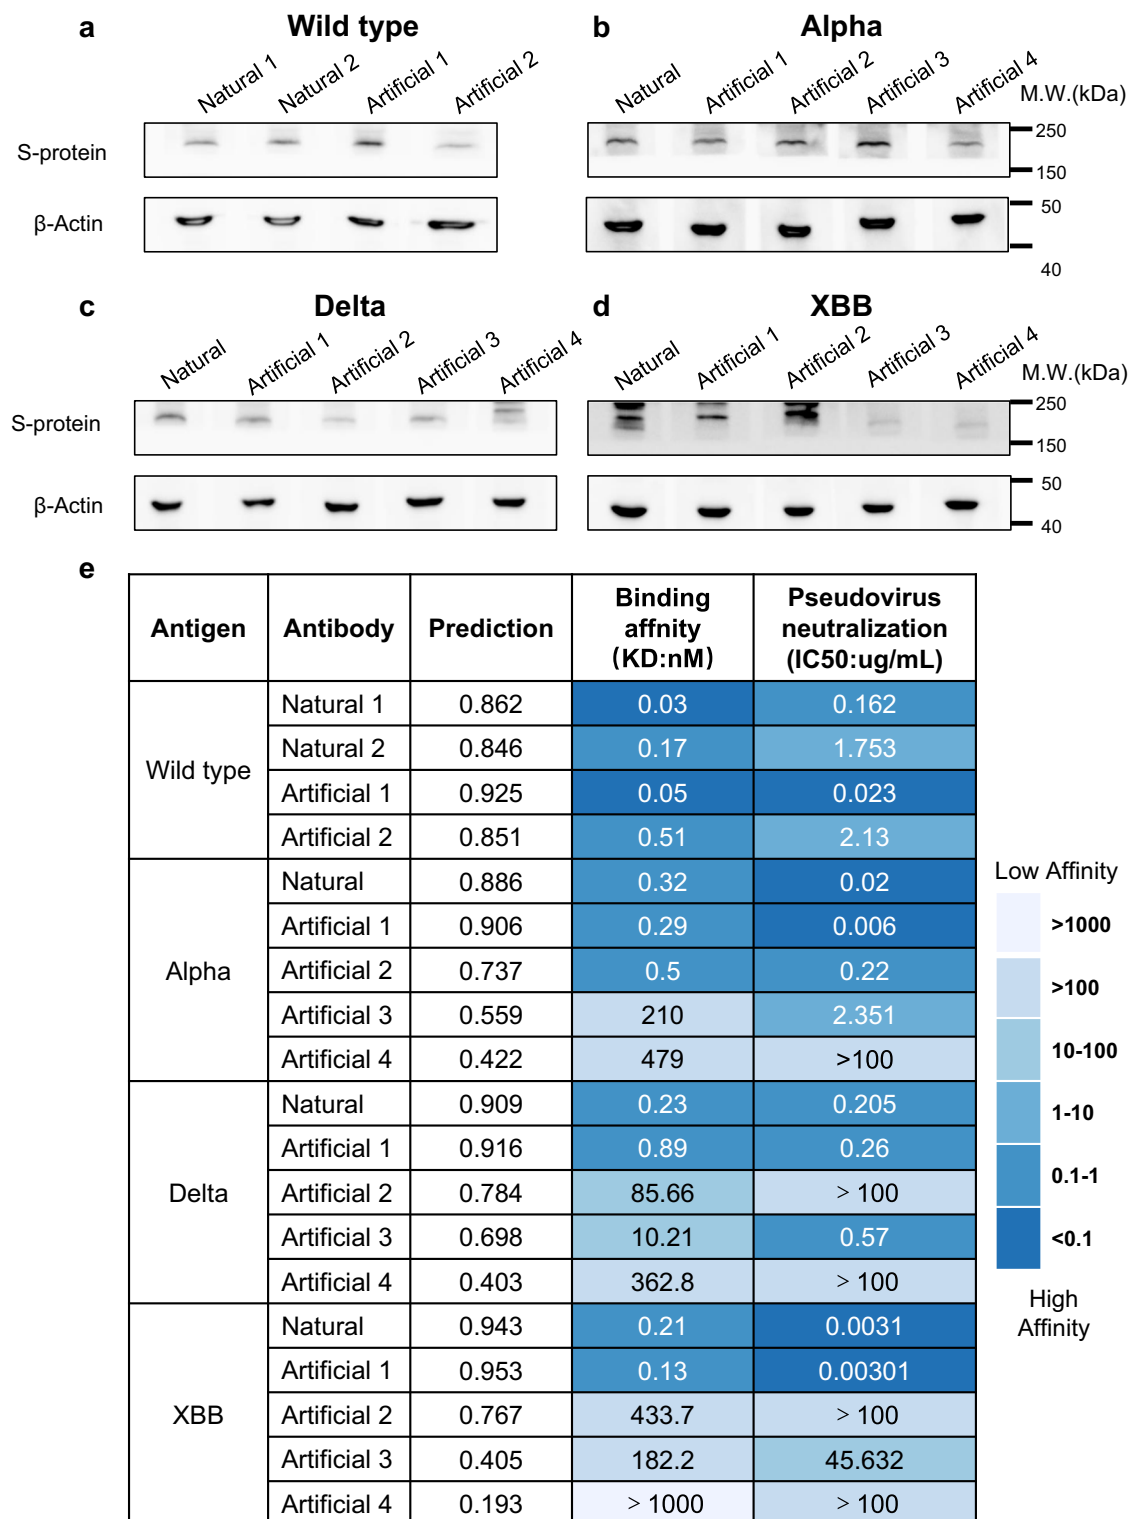 a
Wild type
Natural 1
Natural 2
Artificial 1
Artificial 2
S-protein
β-Actin
b
Alpha
Natural
Artificial 1
Artificial 2
Artificial 3
Artificial 4
M.W.(kDa)
250
150
50
40
c
Delta
Natural
Artificial 1
Artificial 2
Artificial 3
Artificial 4
S-protein
β-Actin
d
XBB
Natural
Artificial 1
Artificial 2
Artificial 3
Artificial 4
M.W.(kDa)
250
150
50
40
e
Antigen Antibody Prediction Binding affnity (KD:nM) Pseudovirus neutralization (IC50:ug/mL)
Wild type
Natural 1 0.862 0.03 0.162
Natural 2 0.846 0.17 1.753
Artificial 1 0.925 0.05 0.023
Artificial 2 0.851 0.51 2.13
Alpha
Natural 0.886 0.32 0.02
Artificial 1 0.906 0.29 0.006
Artificial 2 0.737 0.5 0.22
Artificial 3 0.559 210 2.351
Artificial 4 0.422 479 >100
Delta
Natural 0.909 0.23 0.205
Artificial 1 0.916 0.89 0.26
Artificial 2 0.784 85.66 > 100
Artificial 3 0.698 10.21 0.57
Artificial 4 0.403 362.8 > 100
XBB
Natural 0.943 0.21 0.0031
Artificial 1 0.953 0.13 0.00301
Artificial 2 0.767 433.7 > 100
Artificial 3 0.405 182.2 45.632
Artificial 4 0.193 > 1000 > 100
Low Affinity
>1000
>100
10-100
1-10
0.1-1
<0.1
High
Affinity